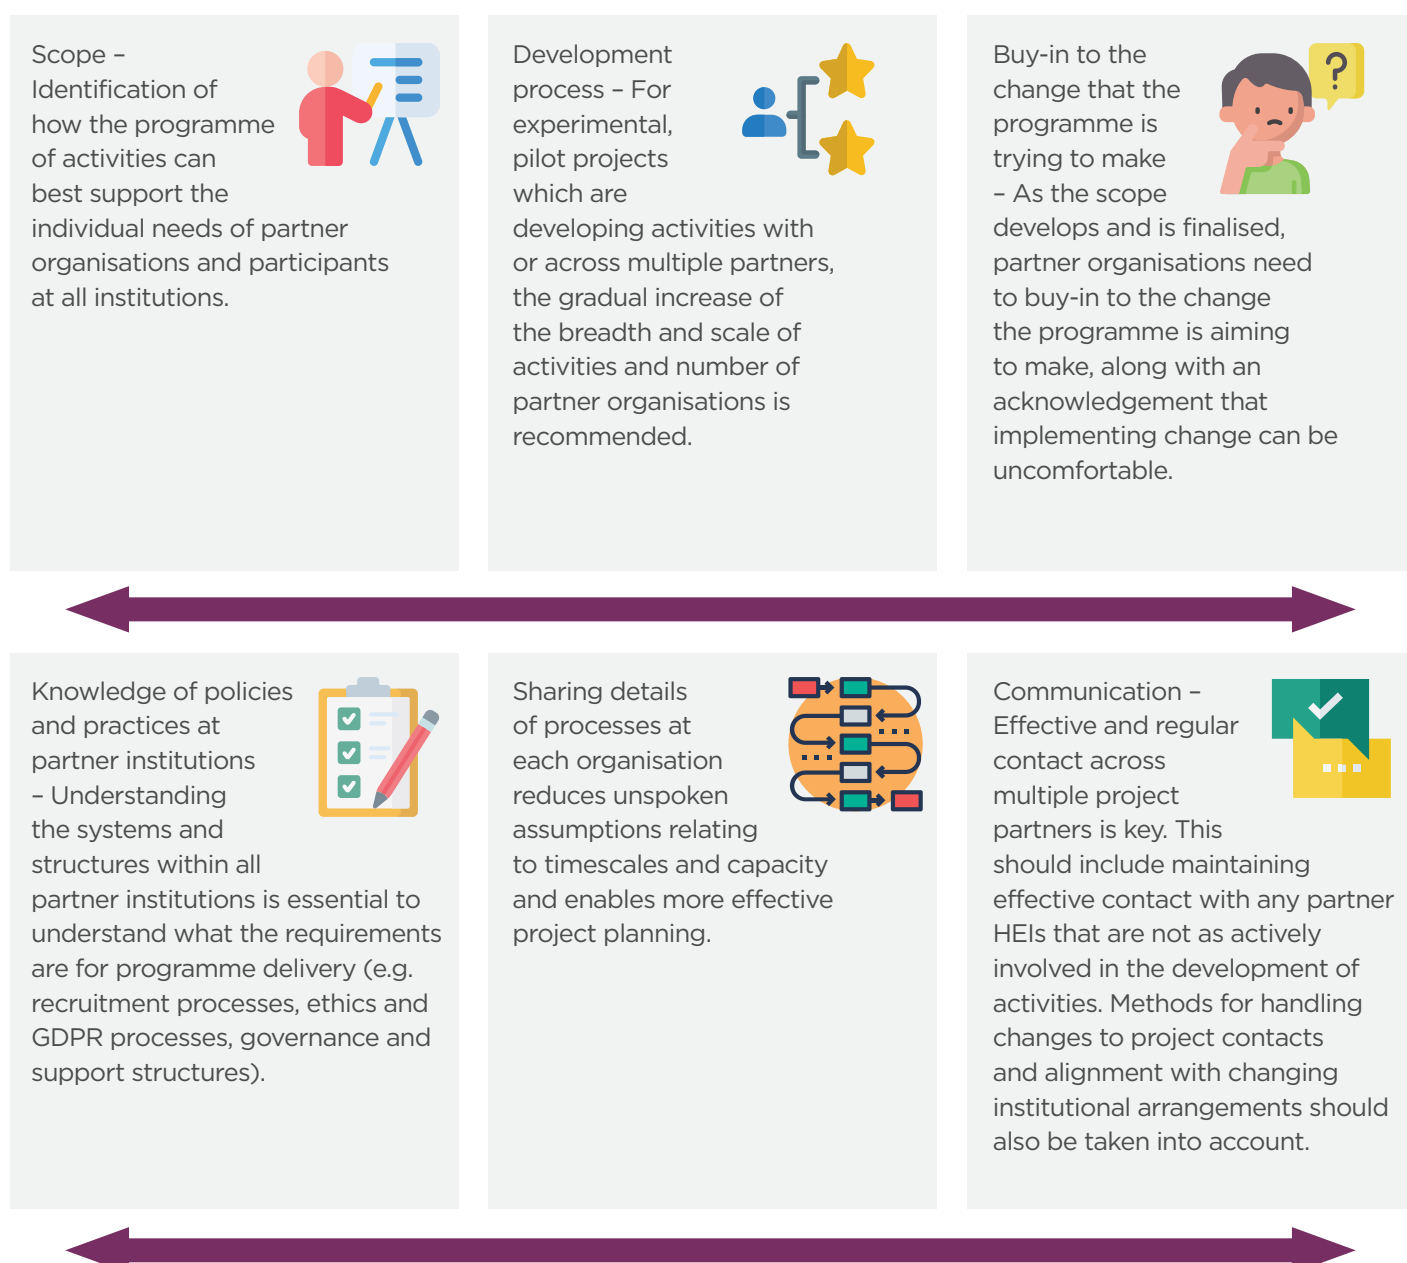 Scope –
Identification of
how the programme
of activities can
best support the
individual needs of partner
organisations and participants
at all institutions.
Development
process – For
experimental,
pilot projects
which are
developing activities with
or across multiple partners,
the gradual increase of
the breadth and scale of
activities and number of
partner organisations is
recommended.
Buy-in to the
change that the
programme is
trying to make
– As the scope
develops and is finalised,
partner organisations need
to buy-in to the change
the programme is aiming
to make, along with an
acknowledgement that
implementing change can be
uncomfortable.
?
Knowledge of policies
and practices at
partner institutions
– Understanding
the systems and
structures within all
partner institutions is essential to
understand what the requirements
are for programme delivery (e.g.
recruitment processes, ethics and
GDPR processes, governance and
support structures).
Sharing details
of processes at
each organisation
reduces unspoken
assumptions relating
to timescales and capacity
and enables more effective
project planning.
Communication –
Effective and regular
contact across
multiple project
partners is key. This
should include maintaining
effective contact with any partner
HEIs that are not as actively
involved in the development of
activities. Methods for handling
changes to project contacts
and alignment with changing
institutional arrangements should
also be taken into account.